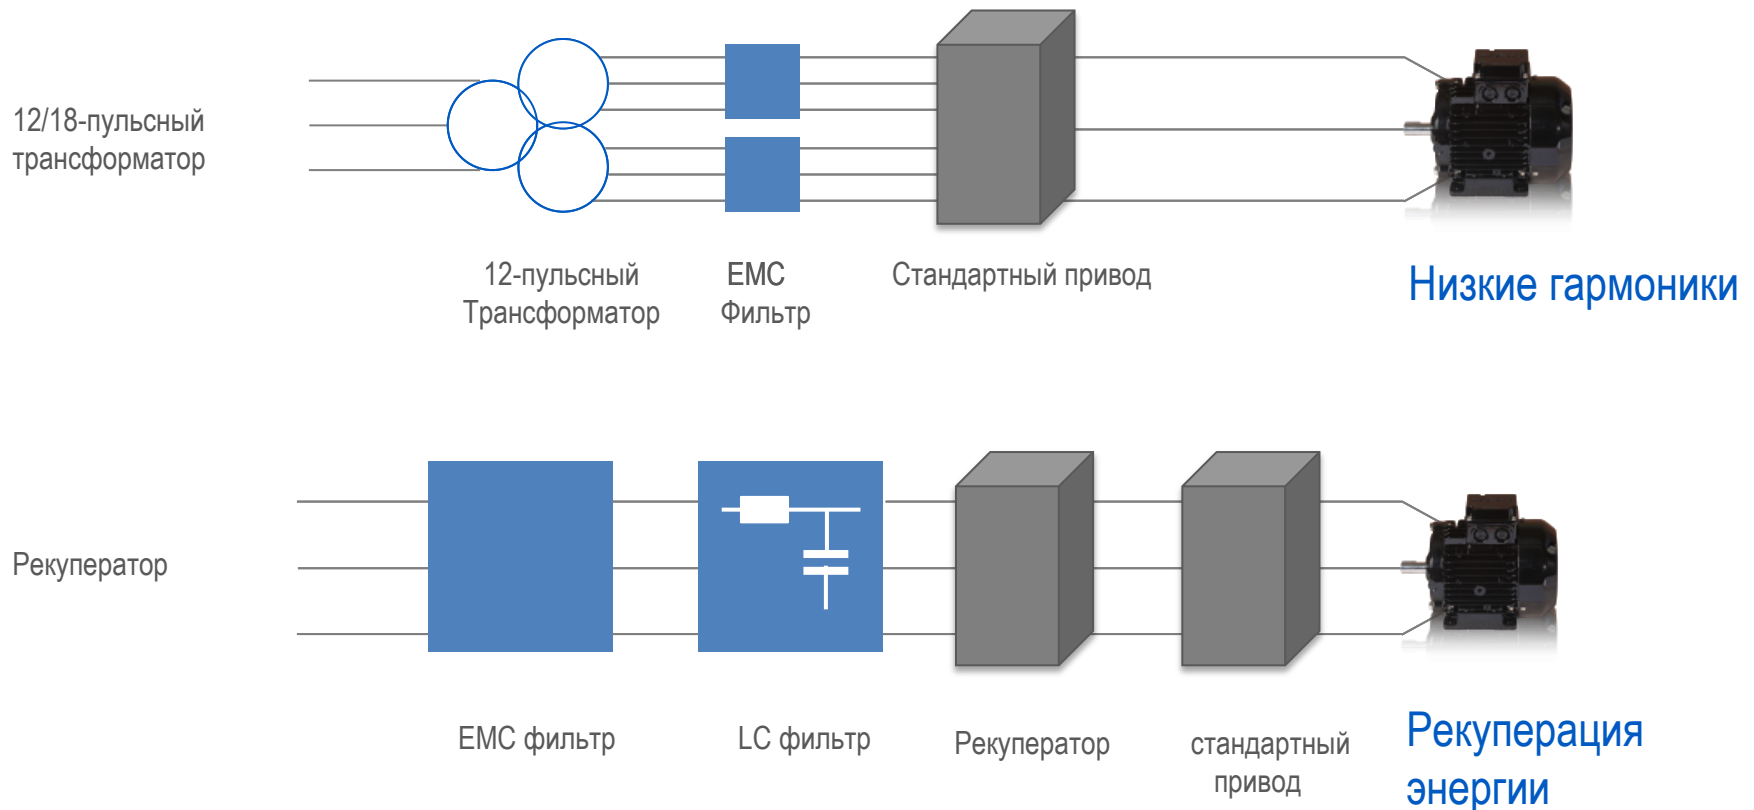 12/18-пульсный
трансформатор
12-пульсный
Трансформатор
EMC
Фильтр
Стандартный привод
Низкие гармоники
Рекуператор
EMC фильтр
LC фильтр
Рекуператор
стандартный
привод
Рекуперация
энергии